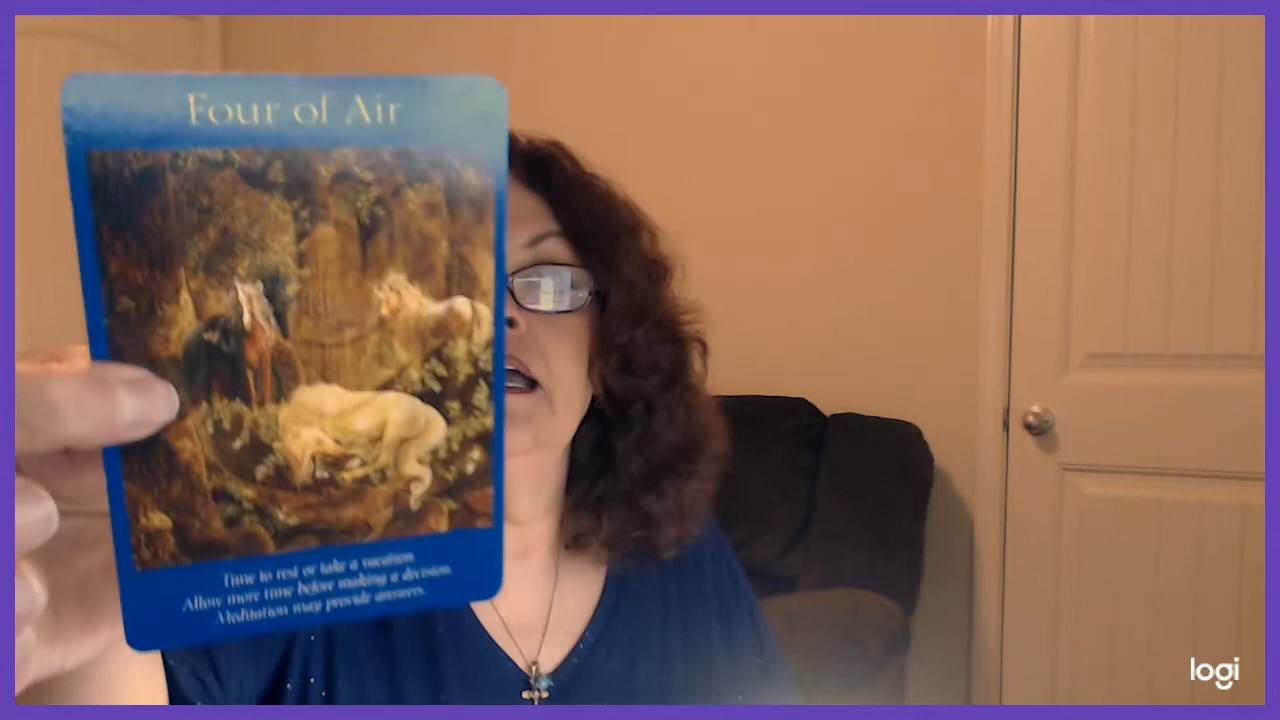 Four of Air
Time to rest or take a vacation.
Allow more time before making a decision.
Meditation may provide answers.
logi